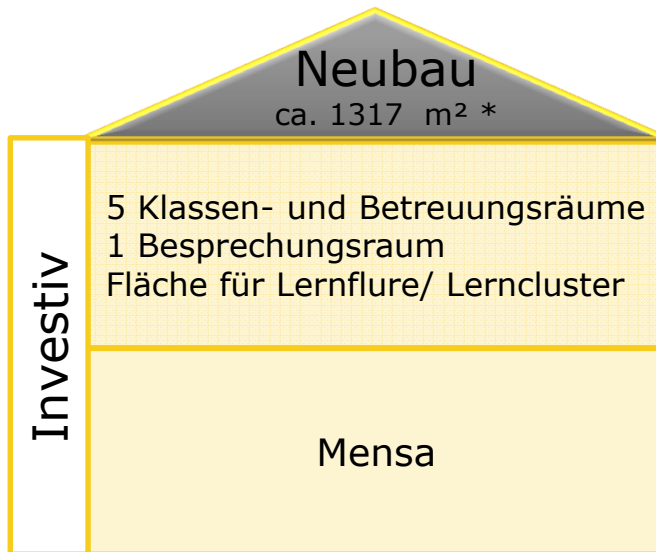 Neubau
ca. 1317 m² *
Investiv
5 Klassen- und Betreuungsräume
1 Besprechungsraum
Fläche für Lernflure/ Lerncluster
Mensa